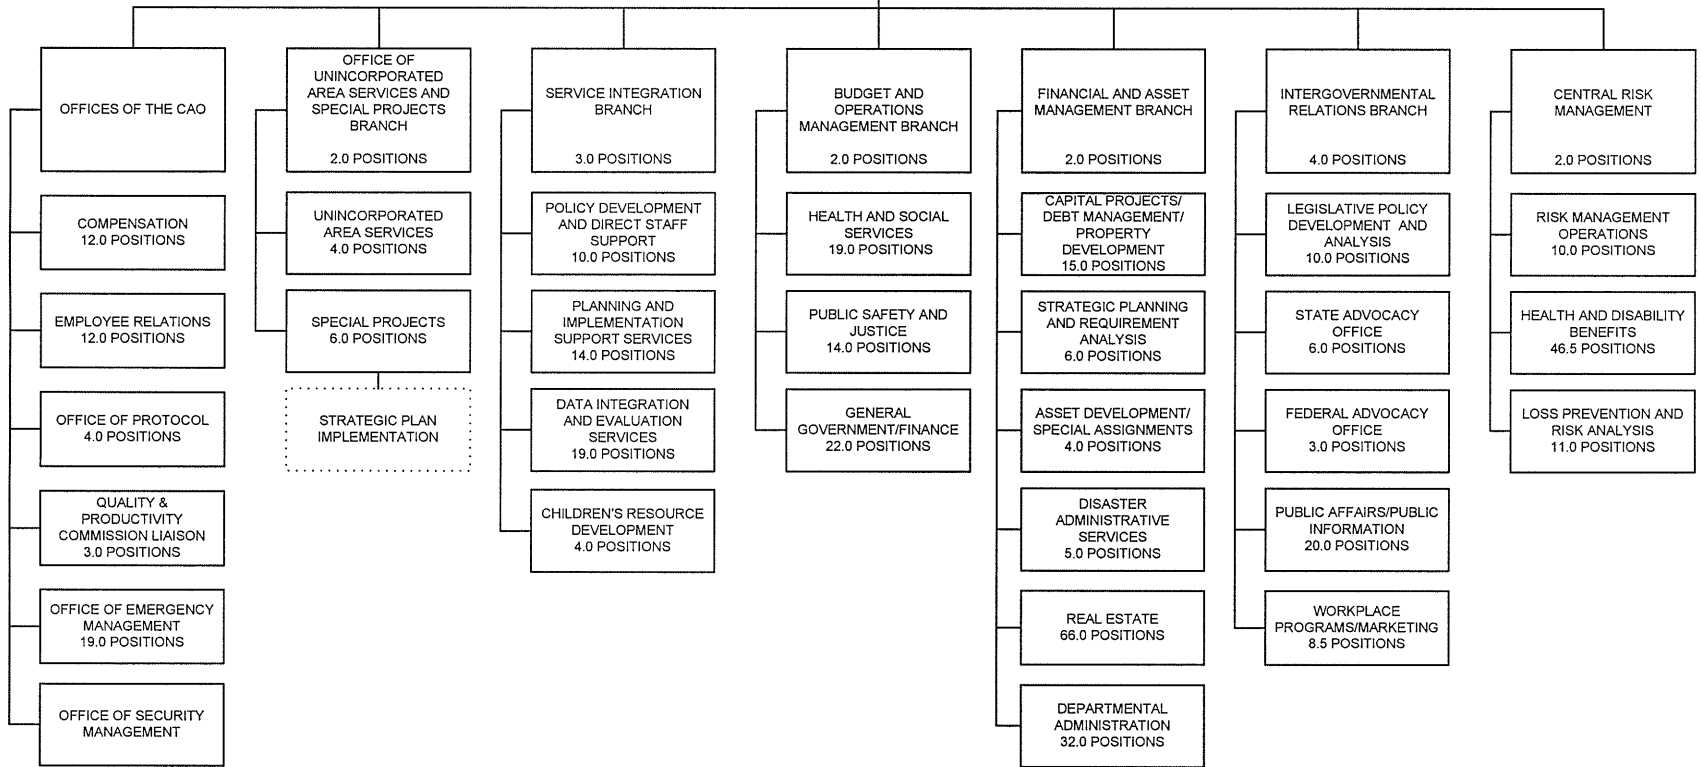 OFFICES OF THE CAO
COMPENSATION
12.0 POSITIONS
EMPLOYEE RELATIONS
12.0 POSITIONS
OFFICE OF PROTOCOL
4.0 POSITIONS
QUALITY &
PRODUCTIVITY
COMMISSION LIAISON
3.0 POSITIONS
OFFICE OF EMERGENCY
MANAGEMENT
19.0 POSITIONS
OFFICE OF SECURITY
MANAGEMENT
OFFICE OF
UNINCORPORATED
AREA SERVICES AND
SPECIAL PROJECTS
BRANCH
2.0 POSITIONS
UNINCORPORATED
AREA SERVICES
4.0 POSITIONS
SPECIAL PROJECTS
6.0 POSITIONS
STRATEGIC PLAN
IMPLEMENTATION
SERVICE INTEGRATION
BRANCH
3.0 POSITIONS
POLICY DEVELOPMENT
AND DIRECT STAFF
SUPPORT
10.0 POSITIONS
PLANNING AND
IMPLEMENTATION
SUPPORT SERVICES
14.0 POSITIONS
DATA INTEGRATION
AND EVALUATION
SERVICES
19.0 POSITIONS
CHILDREN'S RESOURCE
DEVELOPMENT
4.0 POSITIONS
BUDGET AND
OPERATIONS
MANAGEMENT BRANCH
2.0 POSITIONS
HEALTH AND SOCIAL
SERVICES
19.0 POSITIONS
PUBLIC SAFETY AND
JUSTICE
14.0 POSITIONS
GENERAL
GOVERNMENT/FINANCE
22.0 POSITIONS
FINANCIAL AND ASSET
MANAGEMENT BRANCH
2.0 POSITIONS
CAPITAL PROJECTS/
DEBT MANAGEMENT/
PROPERTY
DEVELOPMENT
15.0 POSITIONS
STRATEGIC PLANNING
AND REQUIREMENT
ANALYSIS
6.0 POSITIONS
ASSET DEVELOPMENT/
SPECIAL ASSIGNMENTS
4.0 POSITIONS
DISASTER
ADMINISTRATIVE
SERVICES
5.0 POSITIONS
REAL ESTATE
66.0 POSITIONS
DEPARTMENTAL
ADMINISTRATION
32.0 POSITIONS
INTERGOVERNMENTAL
RELATIONS BRANCH
4.0 POSITIONS
LEGISLATIVE POLICY
DEVELOPMENT AND
ANALYSIS
10.0 POSITIONS
STATE ADVOCACY
OFFICE
6.0 POSITIONS
FEDERAL ADVOCACY
OFFICE
3.0 POSITIONS
PUBLIC AFFAIRS/PUBLIC
INFORMATION
20.0 POSITIONS
WORKPLACE
PROGRAMS/MARKETING
8.5 POSITIONS
CENTRAL RISK
MANAGEMENT
2.0 POSITIONS
RISK MANAGEMENT
OPERATIONS
10.0 POSITIONS
HEALTH AND DISABILITY
BENEFITS
46.5 POSITIONS
LOSS PREVENTION AND
RISK ANALYSIS
11.0 POSITIONS